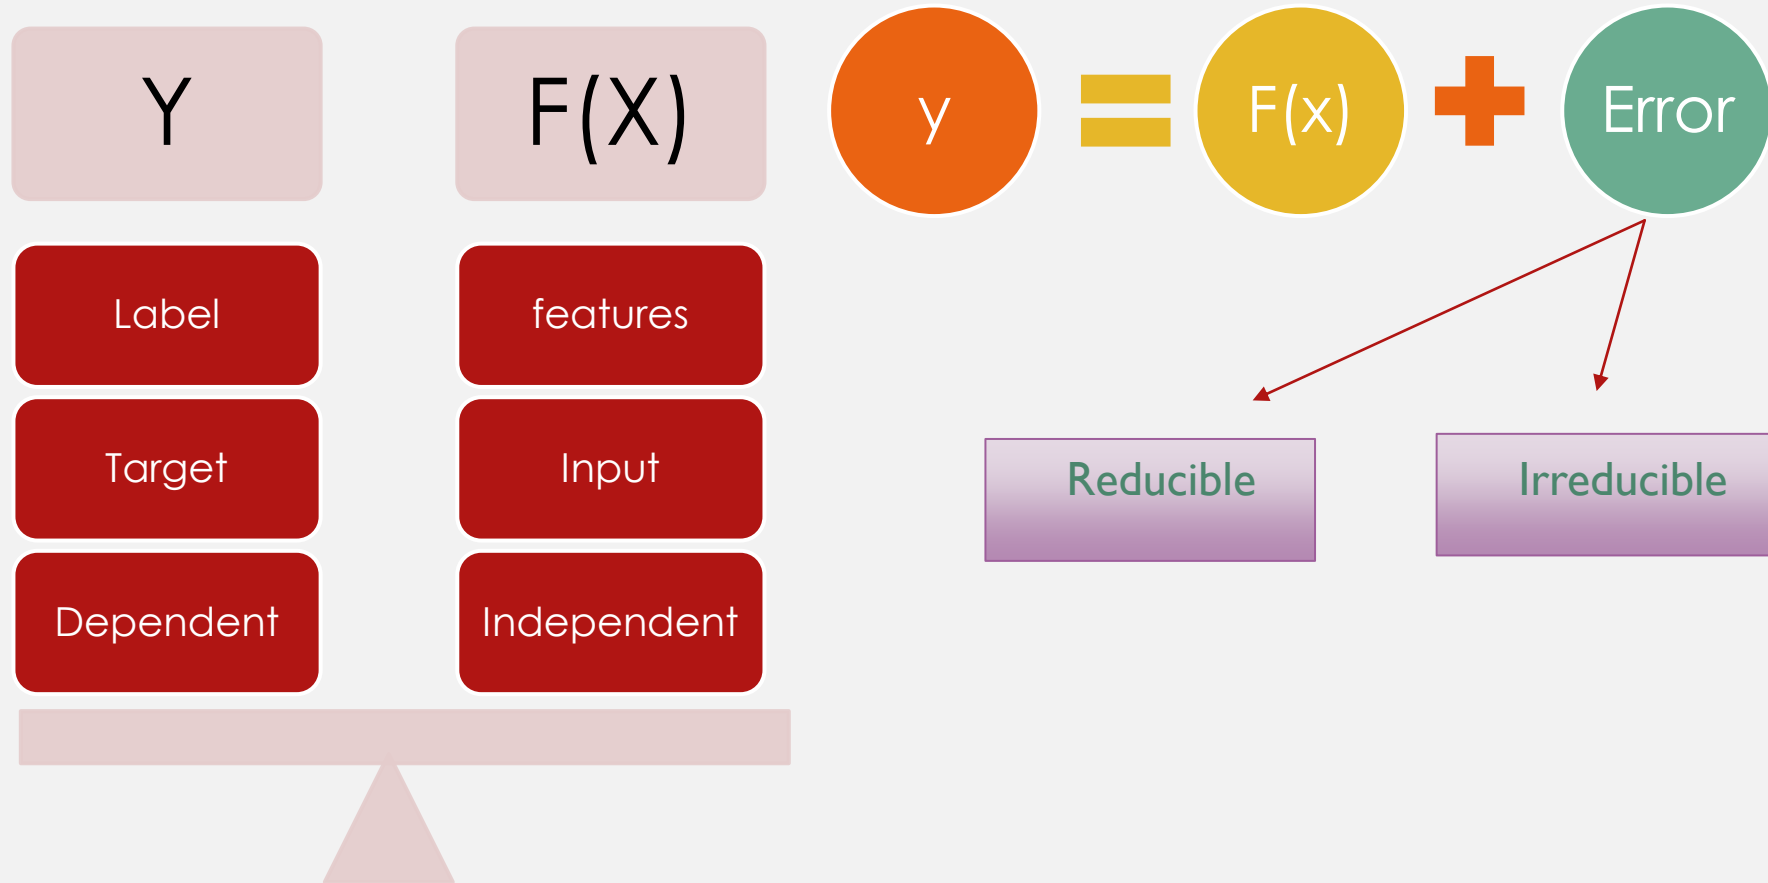 Y
F(X)
Label
features
Target
Input
Dependent
Independent
y = F(x) + Error
Reducible
Irreducible